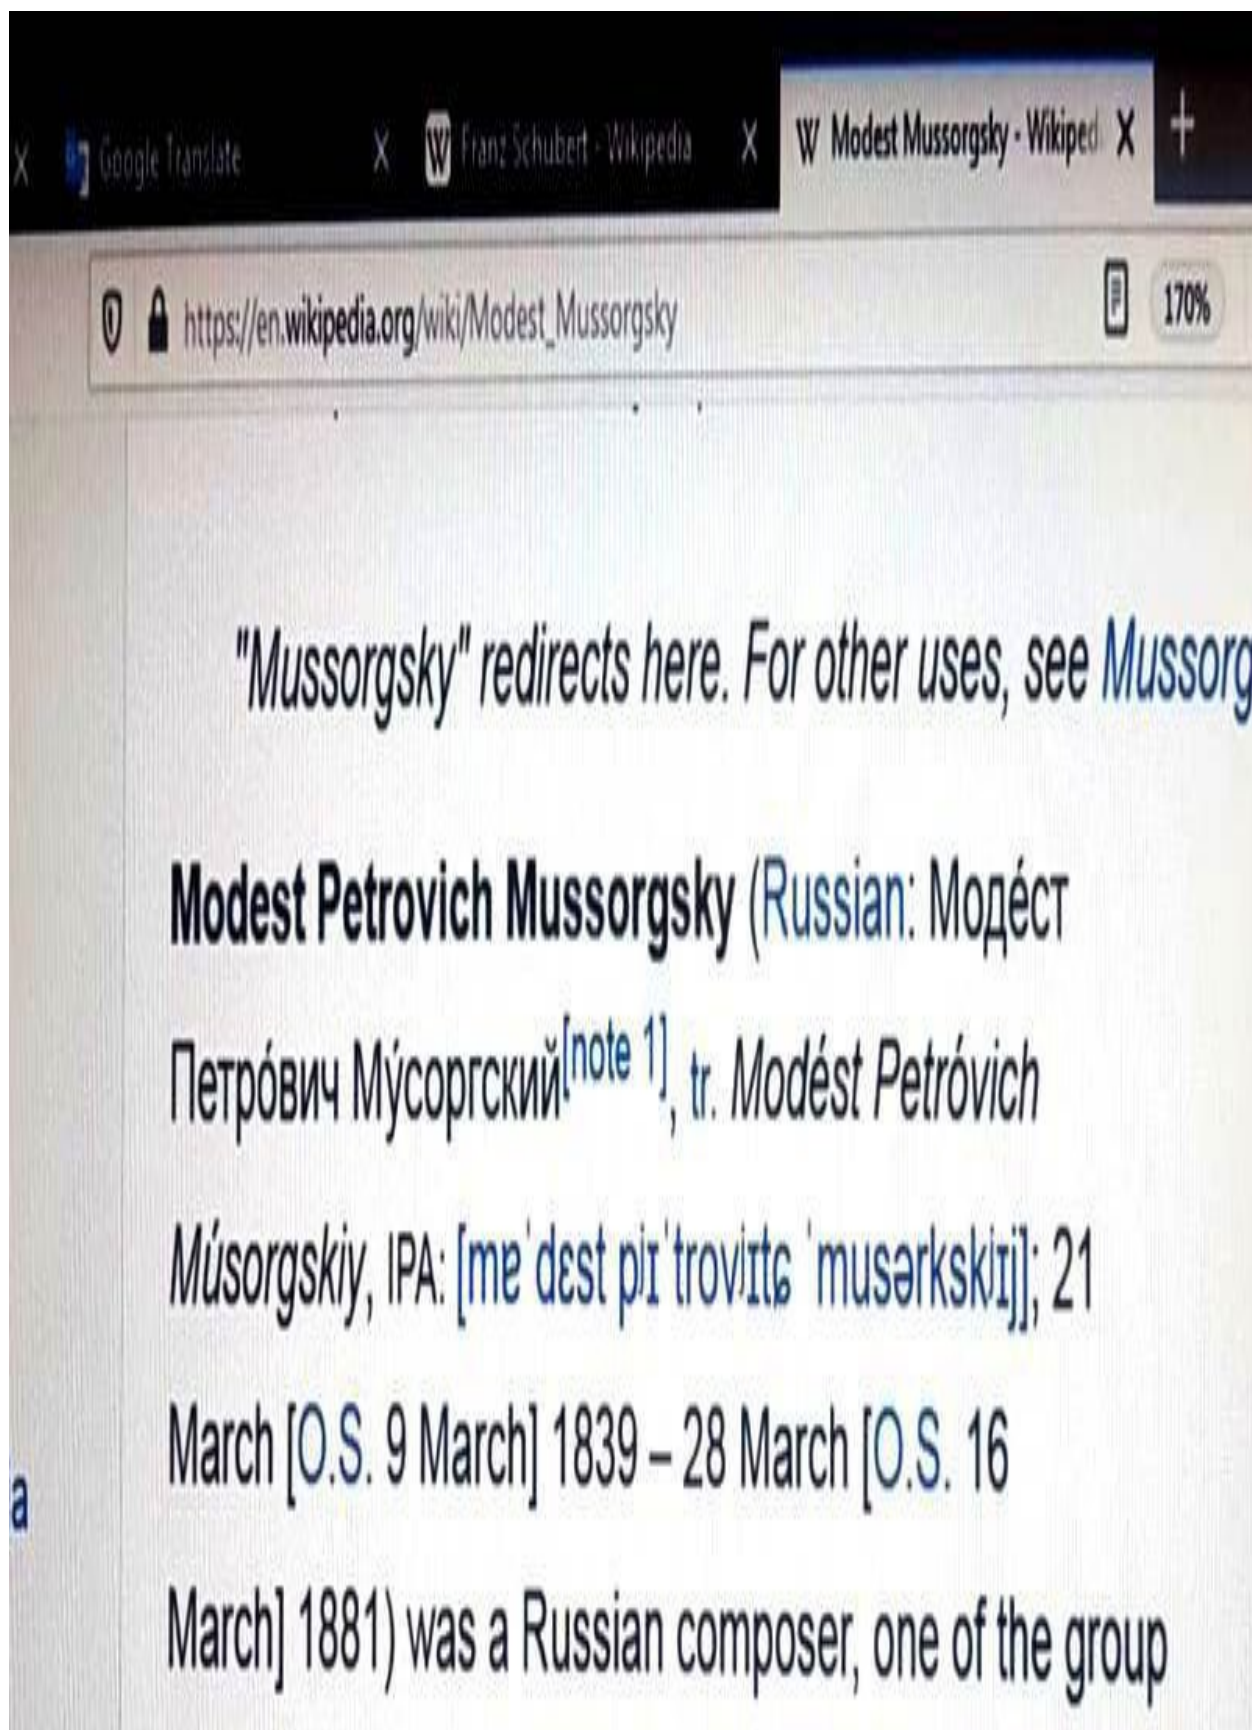 Google Translate
Franz Schubert - Wikipedia
W Modest Mussorgsky - Wikiped
https://en.wikipedia.org/wiki/Modest_Mussorgsky
170%
"Mussorgsky" redirects here. For other uses, see Mussorg
Modest Petrovich Mussorgsky (Russian: Моде́ст
Петро́вич Му́соргский[note 1], tr. Modést Petróvich
Músorgskiy, IPA: [mɐˈdɛst pʲɪˈtrovʲɪtɕ ˈmusərkskʲɪj]; 21
March [O.S. 9 March] 1839 – 28 March [O.S. 16
a
March] 1881) was a Russian composer, one of the group